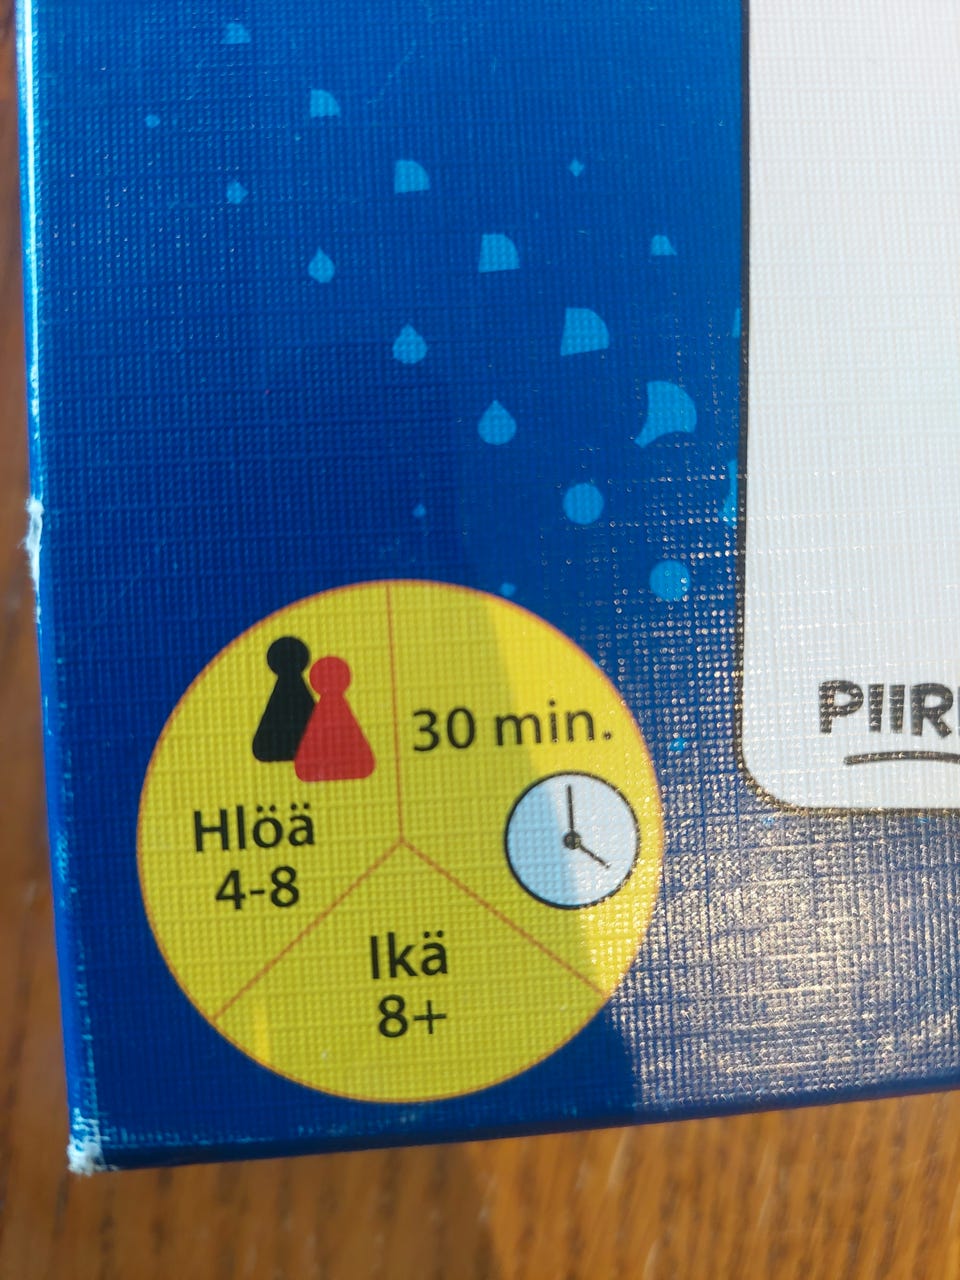 30 min.
Hlöä
4-8
Ikä
8+